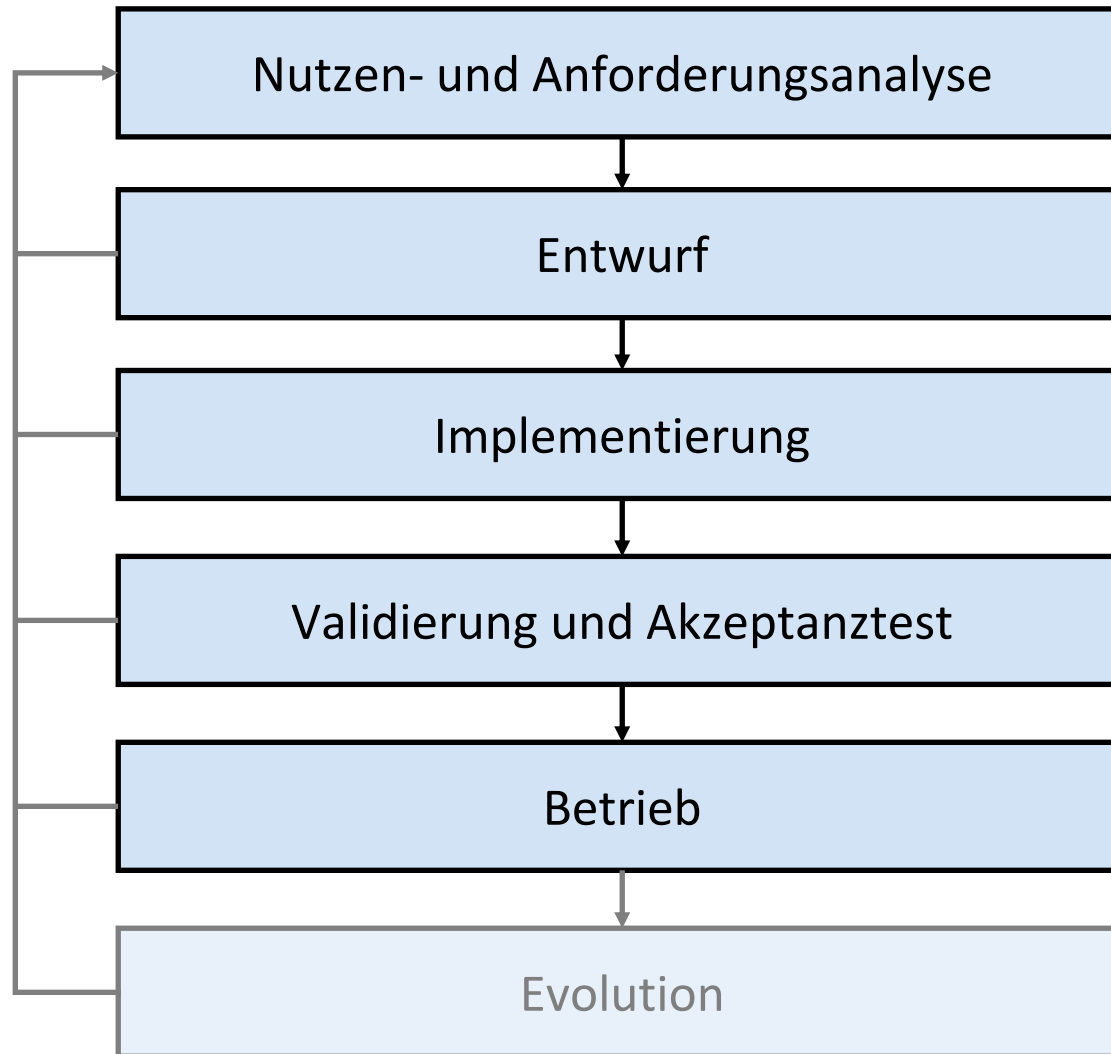 Nutzen- und Anforderungsanalyse
Entwurf
Implementierung
Validierung und Akzeptanztest
Betrieb
Evolution